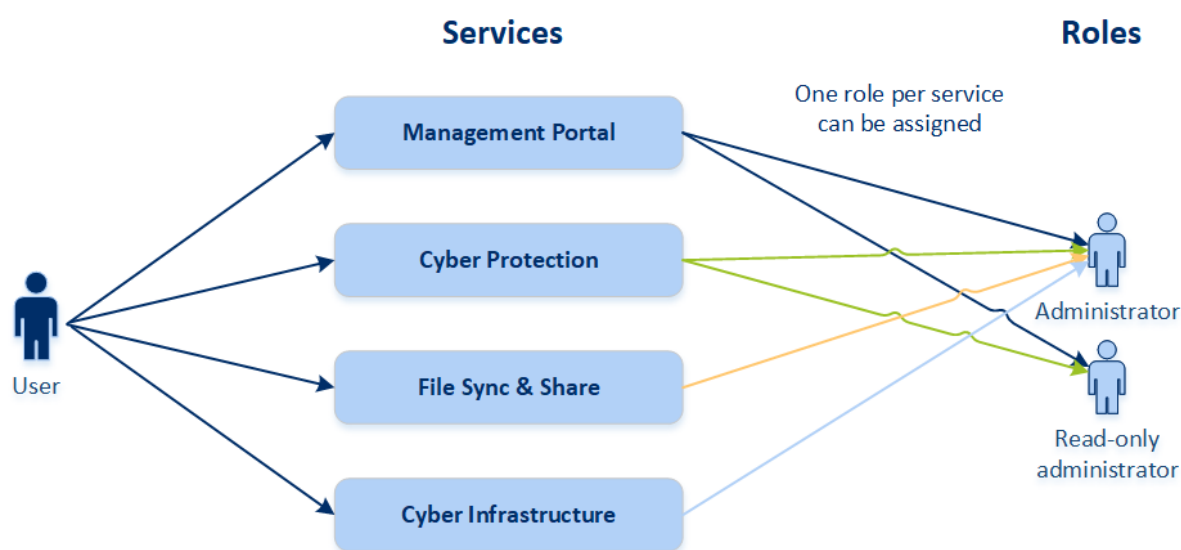 Services
Roles
One role per service
can be assigned
Management Portal
Cyber Protection
File Sync & Share
Cyber Infrastructure
User
Administrator
Read-only
administrator